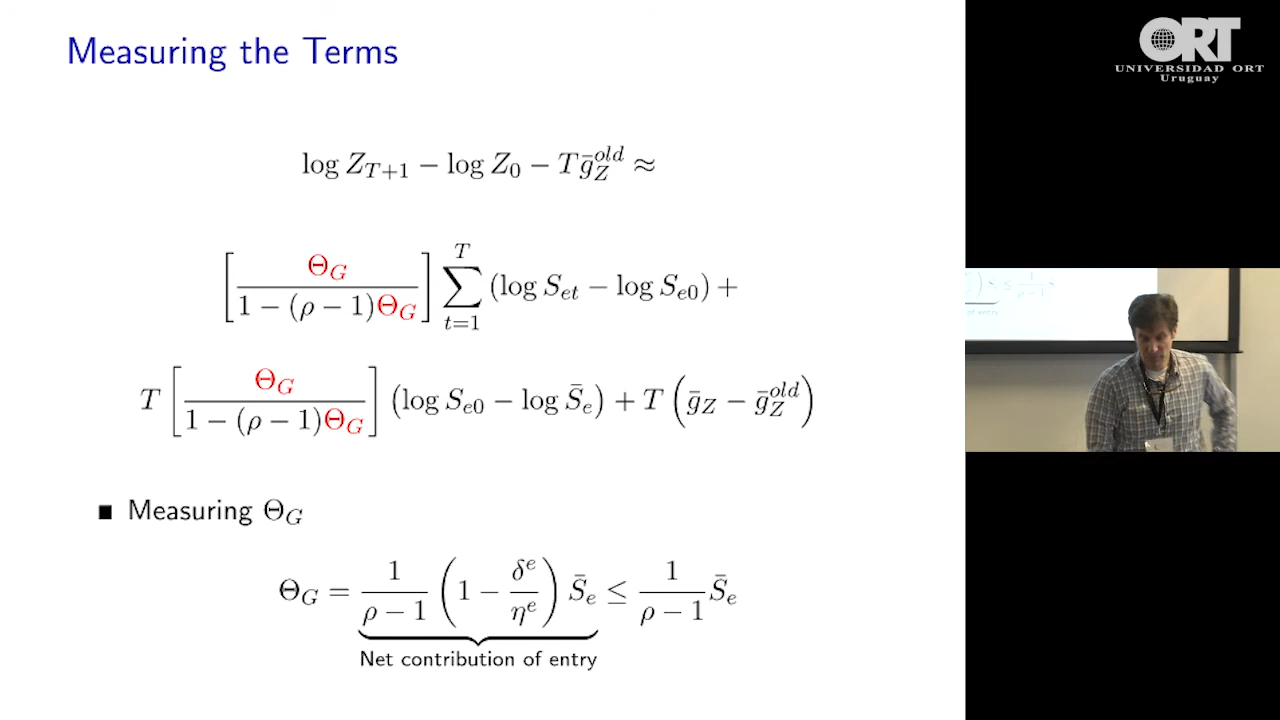 Measuring the Terms
ORT
UNIVERSIDAD ORT
Uruguay
log Z_{T+1} − log Z_0 − T ḡ_Z^{old} ≈
[Θ_G / (1 − (ρ − 1)Θ_G)] ∑_{t=1}^{T} (log S_{et} − log S_{e0}) +
T [Θ_G / (1 − (ρ − 1)Θ_G)] (log S_{e0} − log S̄_e) + T (ḡ_Z − ḡ_Z^{old})
■ Measuring Θ_G
Θ_G = 1/(ρ − 1) (1 − δ^e/η^e) S̄_e ≤ 1/(ρ − 1) S̄_e
Net contribution of entry
of entry